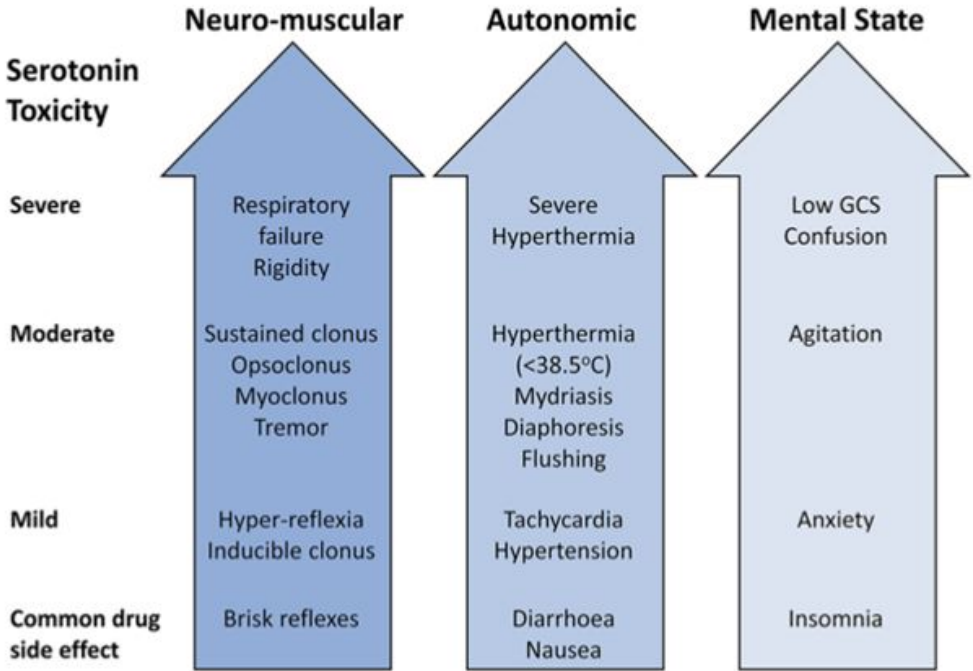 Neuro-muscular Autonomic Mental State
Serotonin
Toxicity
Severe
Respiratory
failure
Rigidity
Severe
Hyperthermia
Low GCS
Confusion
Moderate
Sustained clonus
Opsoclonus
Myoclonus
Tremor
Hyperthermia
(<38.5°C)
Mydriasis
Diaphoresis
Flushing
Agitation
Mild
Hyper-reflexia
Inducible clonus
Tachycardia
Hypertension
Anxiety
Common drug
side effect
Brisk reflexes
Diarrhoea
Nausea
Insomnia